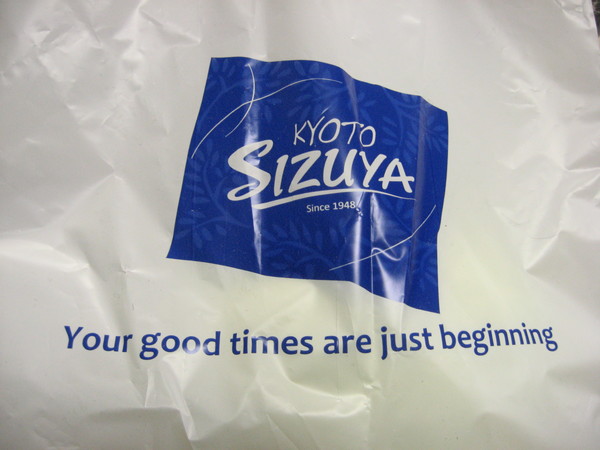 KYOTO
SIZUYA
Since 1948
Your good times are just beginning